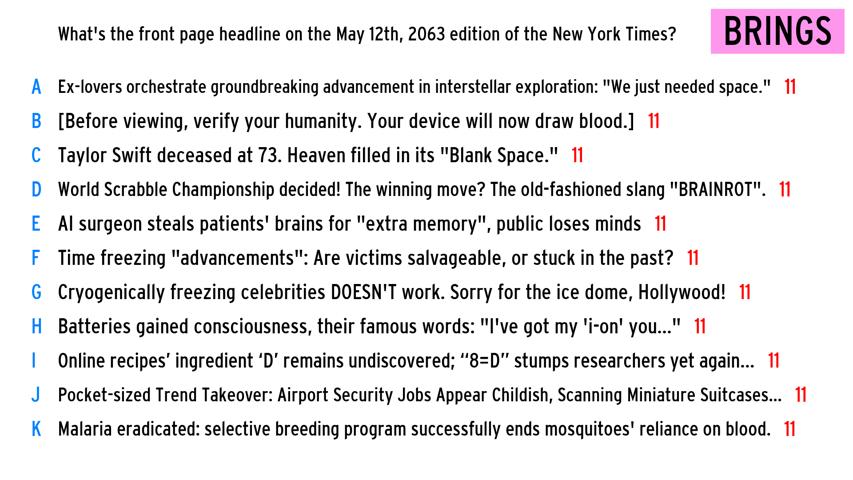 What's the front page headline on the May 12th, 2063 edition of the New York Times?
BRINGS
A Ex-lovers orchestrate groundbreaking advancement in interstellar exploration: "We just needed space." 11
B [Before viewing, verify your humanity. Your device will now draw blood.] 11
C Taylor Swift deceased at 73. Heaven filled in its "Blank Space." 11
D World Scrabble Championship decided! The winning move? The old-fashioned slang "BRAINROT". 11
E AI surgeon steals patients' brains for "extra memory", public loses minds 11
F Time freezing "advancements": Are victims salvageable, or stuck in the past? 11
G Cryogenically freezing celebrities DOESN'T work. Sorry for the ice dome, Hollywood! 11
H Batteries gained consciousness, their famous words: "I've got my 'i-on' you..." 11
I Online recipes’ ingredient ‘D’ remains undiscovered; “8=D” stumps researchers yet again... 11
J Pocket-sized Trend Takeover: Airport Security Jobs Appear Childish, Scanning Miniature Suitcases... 11
K Malaria eradicated: selective breeding program successfully ends mosquitoes' reliance on blood. 11